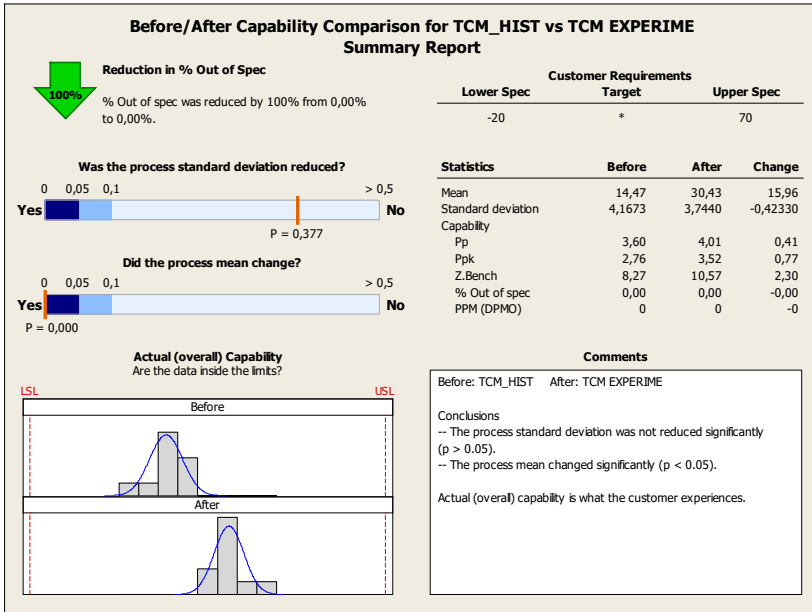 Before/After Capability Comparison for TCM_HIST vs TCM EXPERIME
Summary Report
100%
Reduction in % Out of Spec
% Out of spec was reduced by 100% from 0,00%
to 0,00%.
Customer Requirements
Lower Spec Target Upper Spec
-20 * 70
Was the process standard deviation reduced?
0 0,05 0,1 > 0,5
Yes No
P = 0,377
Did the process mean change?
0 0,05 0,1 > 0,5
Yes No
P = 0,000
Statistics Before After Change
Mean 14,47 30,43 15,96
Standard deviation 4,1673 3,7440 -0,42330
Capability
Pp 3,60 4,01 0,41
Ppk 2,76 3,52 0,77
Z.Bench 8,27 10,57 2,30
% Out of spec 0,00 0,00 -0,00
PPM (DPMO) 0 0 -0
Actual (overall) Capability
Are the data inside the limits?
LSL USL
Before
After
Comments
Before: TCM_HIST After: TCM EXPERIME
Conclusions
-- The process standard deviation was not reduced significantly
(p > 0.05).
-- The process mean changed significantly (p < 0.05).
Actual (overall) capability is what the customer experiences.